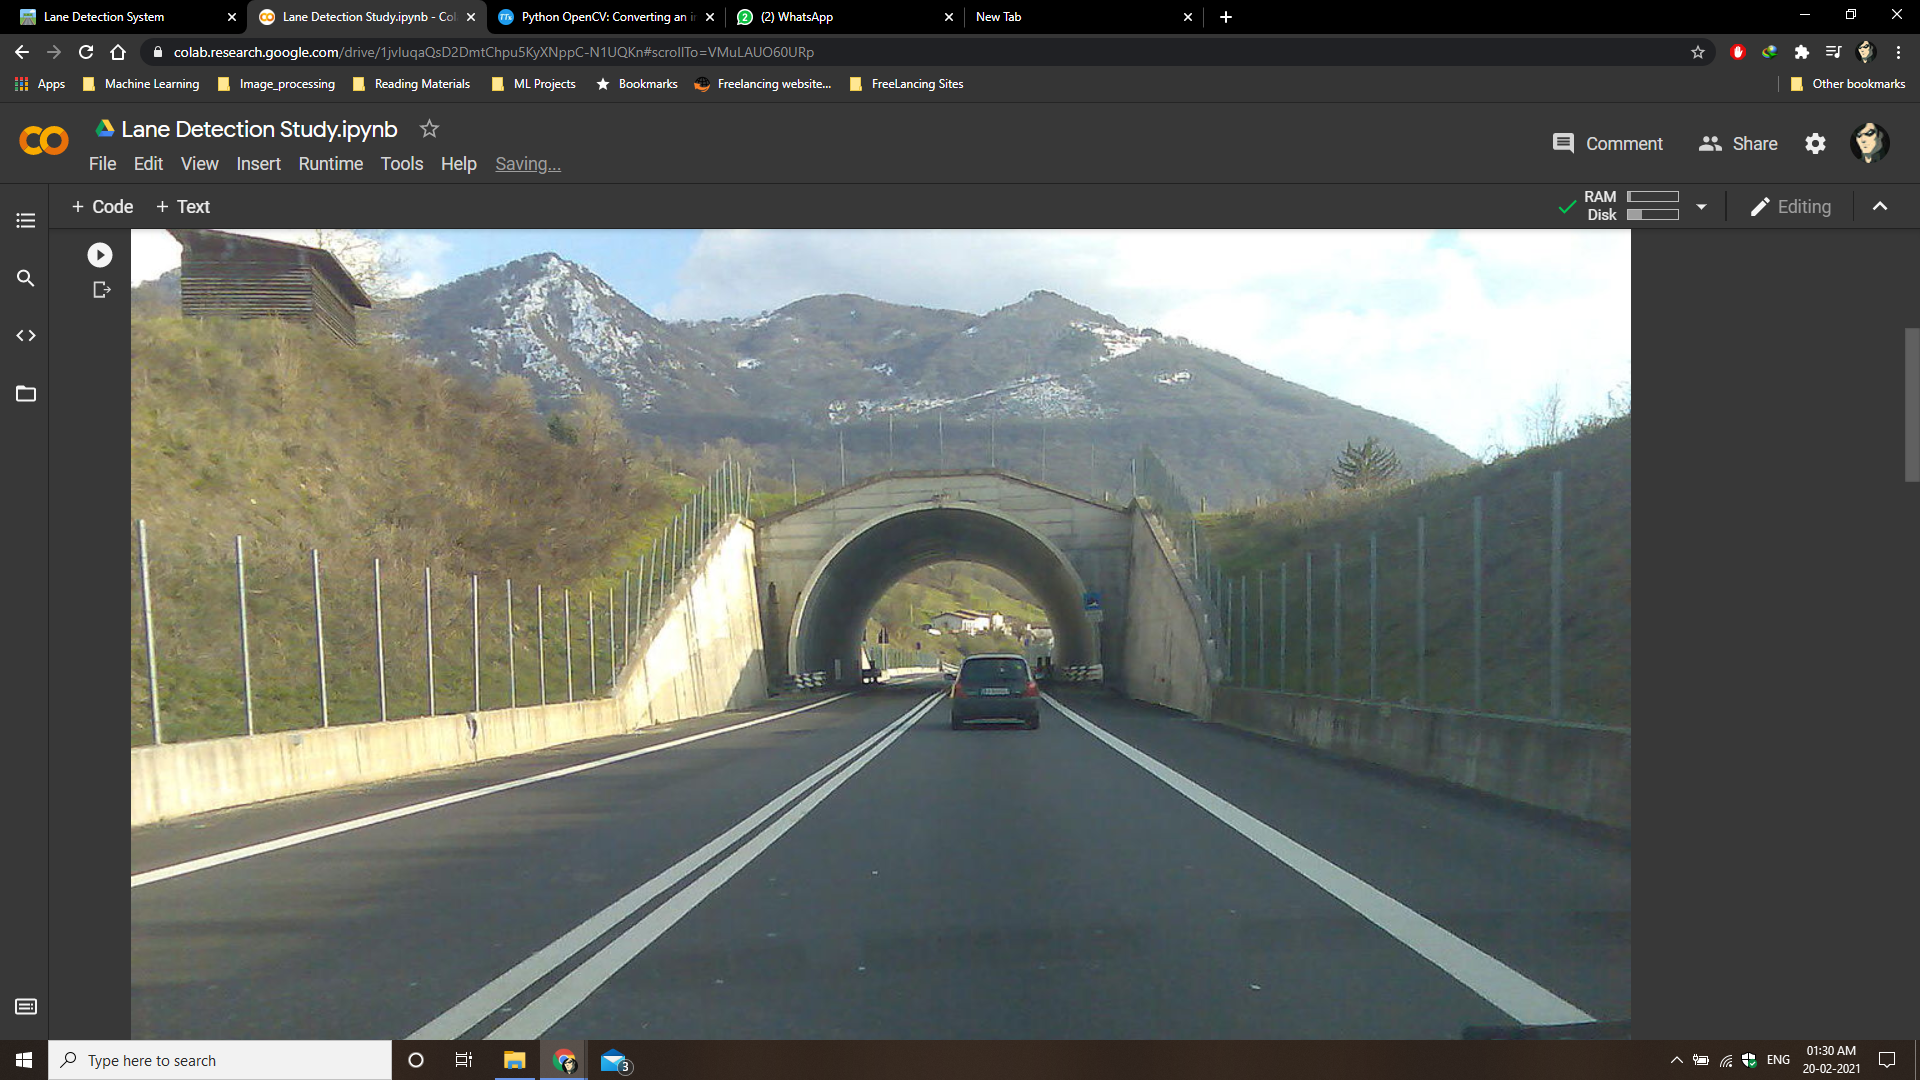 Lane Detection System
Lane Detection Study.ipynb - Col
Python OpenCV: Converting an i
(2) WhatsApp
New Tab
colab.research.google.com/drive/1jvIuqaQsD2DmtChpu5KyXNppC-N1UQKn#scrollTo=VMuLAUO60URp
Apps
Machine Learning
Image_processing
Reading Materials
ML Projects
Bookmarks
Freelancing website...
FreeLancing Sites
Other bookmarks
Lane Detection Study.ipynb
Comment
Share
File Edit View Insert Runtime Tools Help Saving...
+ Code + Text
RAM
Disk
Editing
Type here to search
3
ENG
01:30 AM
20-02-2021